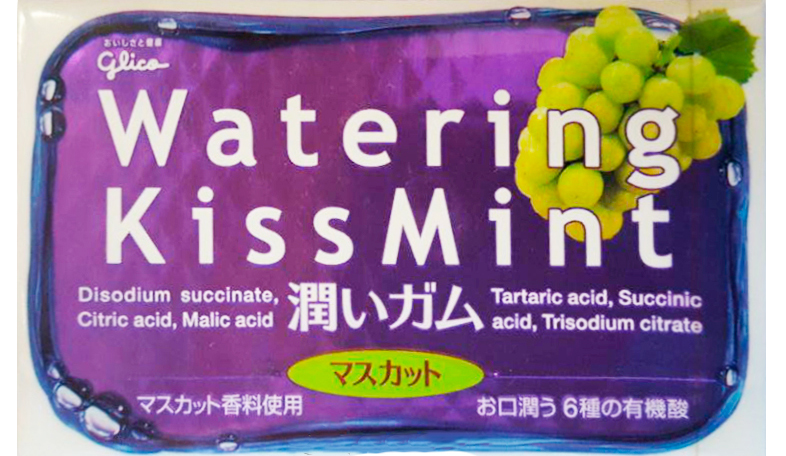 おいしさと健康
Glico
Watering
KissMint
Disodium succinate,
Citric acid, Malic acid
潤いガム
Tartaric acid, Succinic
acid, Trisodium citrate
マスカット
マスカット香料使用
お口潤う 6種の有機酸